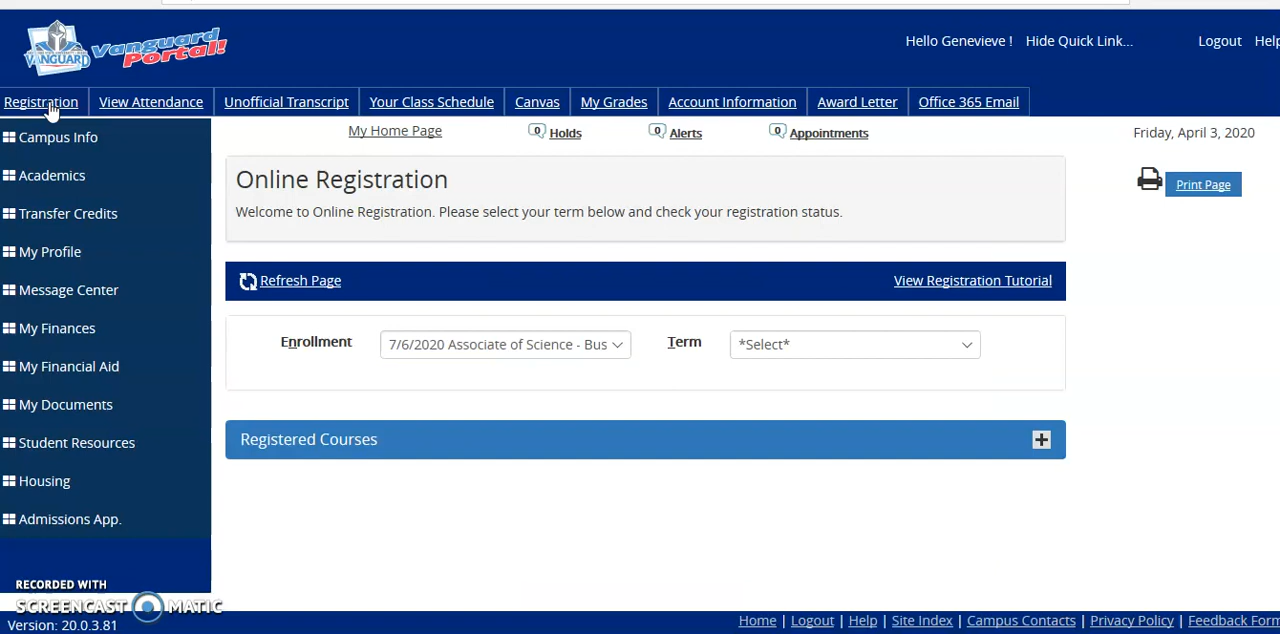 VANGUARD
Vanguard Portal!
Hello Genevieve ! Hide Quick Link... Logout Help
Registration View Attendance Unofficial Transcript Your Class Schedule Canvas My Grades Account Information Award Letter Office 365 Email
My Home Page 0 Holds 0 Alerts 0 Appointments Friday, April 3, 2020
Campus Info
Academics
Transfer Credits
My Profile
Message Center
My Finances
My Financial Aid
My Documents
Student Resources
Housing
Admissions App.
Online Registration
Welcome to Online Registration. Please select your term below and check your registration status.
Print Page
Refresh Page View Registration Tutorial
Enrollment 7/6/2020 Associate of Science - Bus Term *Select*
Registered Courses
RECORDED WITH
SCREENCAST MATIC
Version: 20.0.3.81
Home | Logout | Help | Site Index | Campus Contacts | Privacy Policy | Feedback Form